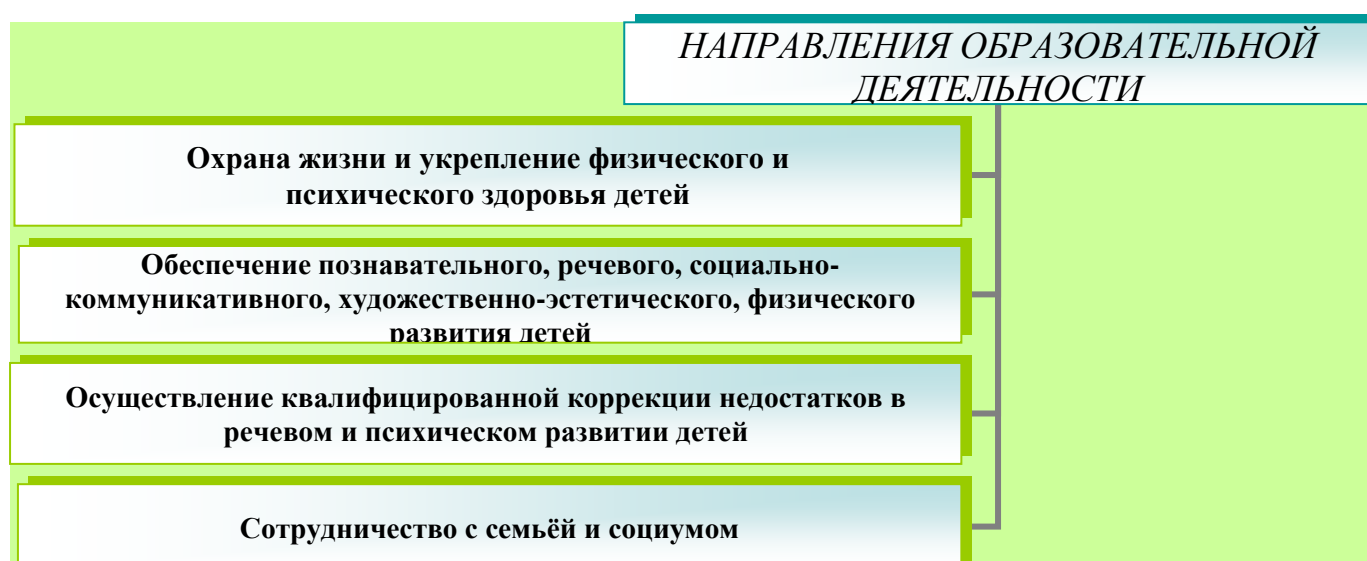 НАПРАВЛЕНИЯ ОБРАЗОВАТЕЛЬНОЙ
ДЕЯТЕЛЬНОСТИ
Охрана жизни и укрепление физического и
психического здоровья детей
Обеспечение познавательного, речевого, социально-
коммуникативного, художественно-эстетического, физического
развития детей
Осуществление квалифицированной коррекции недостатков в
речевом и психическом развитии детей
Сотрудничество с семьёй и социумом